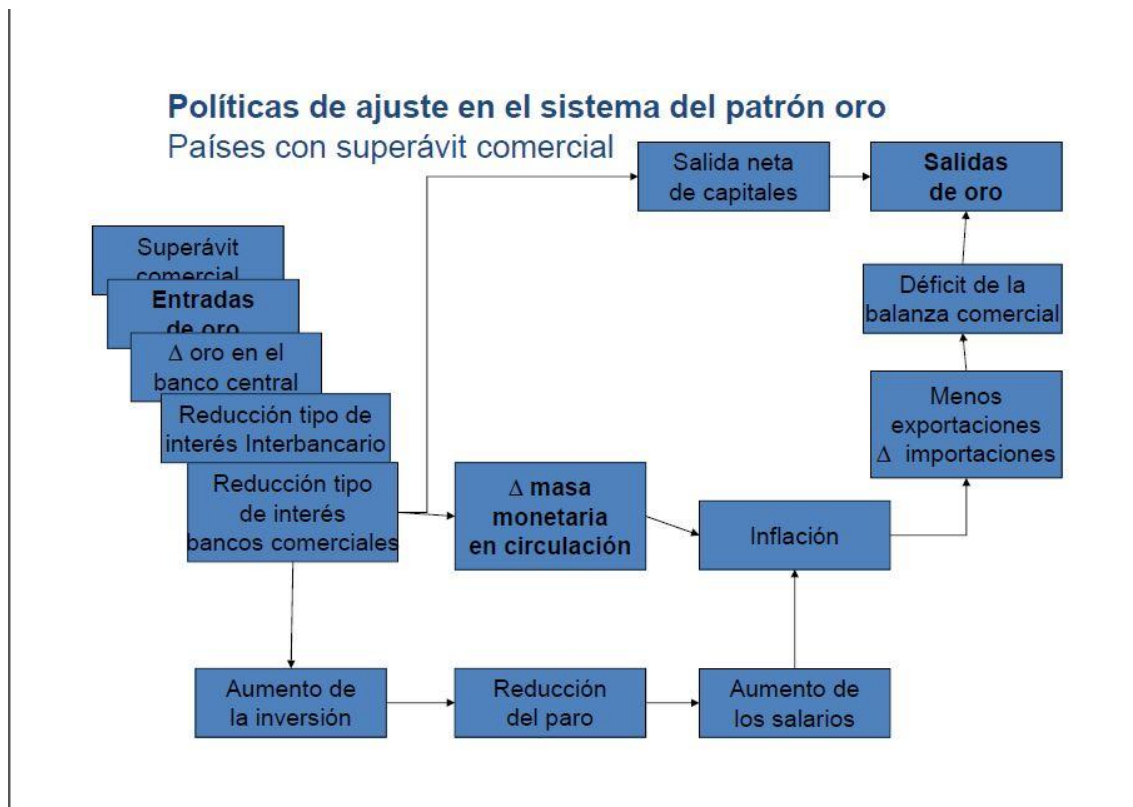 Políticas de ajuste en el sistema del patrón oro
Países con superávit comercial
Salida neta
de capitales
Salidas
de oro
Superávit
comercial
Entradas
de oro
Δ oro en el
banco central
Reducción tipo de
interés Interbancario
Reducción tipo
de interés
bancos comerciales
Δ masa
monetaria
en circulación
Inflación
Déficit de la
balanza comercial
Menos
exportaciones
Δ importaciones
Aumento de
la inversión
Reducción
del paro
Aumento de
los salarios